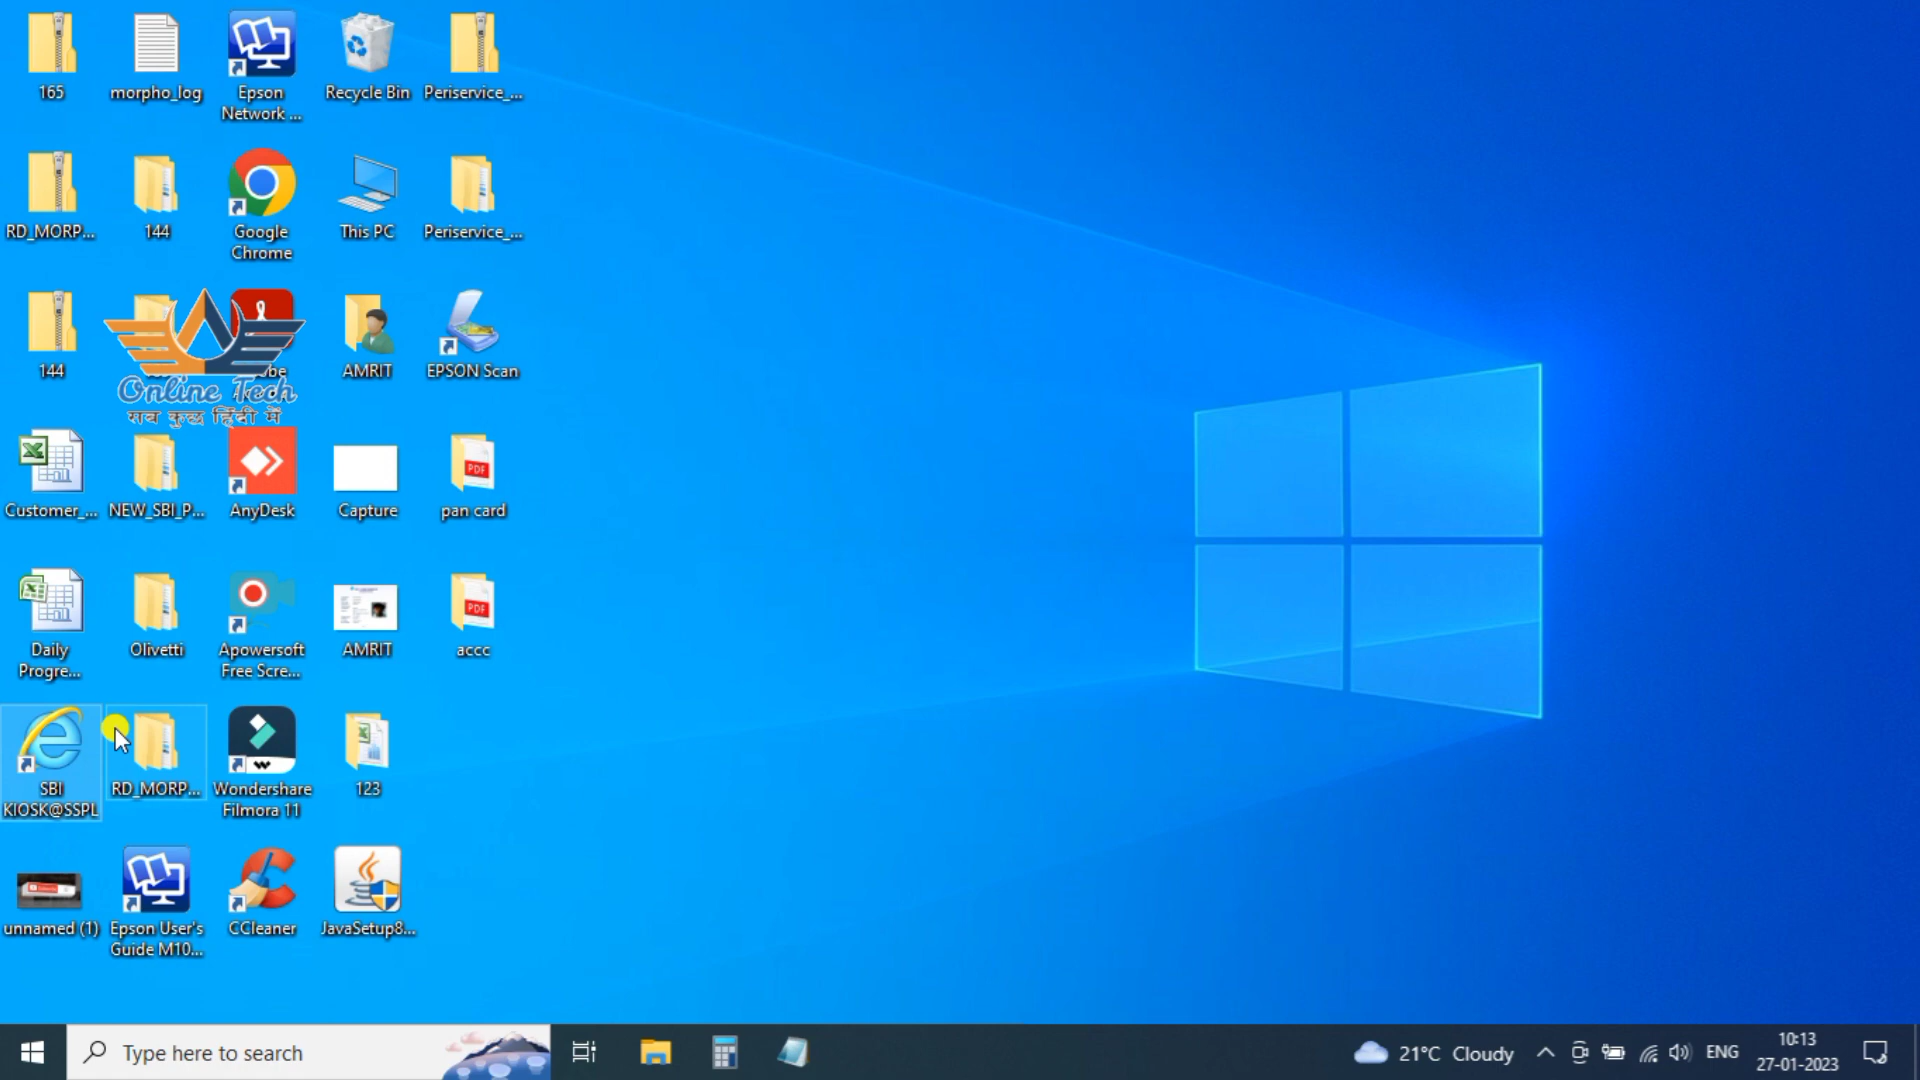 165
morpho_log
Epson
Network ...
Recycle Bin
Periservice_...
RD_MORP...
144
Google
Chrome
This PC
Periservice_...
144
AMRIT
EPSON Scan
Online Tech
सब कुछ हिंदी में
Customer_...
NEW_SBI_P...
AnyDesk
Capture
PDF
pan card
Daily
Progre...
Olivetti
Apowersoft
Free Scre...
AMRIT
PDF
accc
SBI
KIOSK@SSPL
RD_MORP...
Wondershare
Filmora 11
123
unnamed (1)
Epson User's
Guide M10...
CCleaner
JavaSetup8...
Type here to search
21°C Cloudy
ENG
10:13
27-01-2023